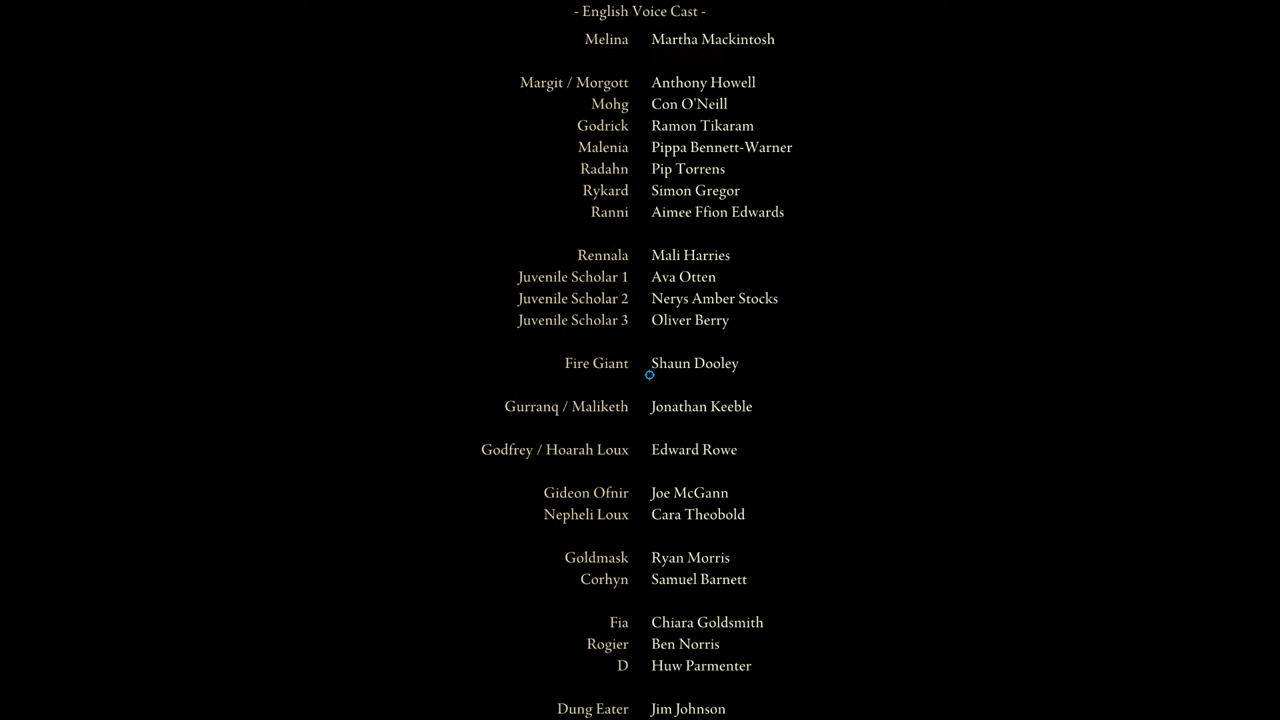 - English Voice Cast -
Melina Martha Mackintosh
Margit / Morgott Anthony Howell
Mohg Con O'Neill
Godrick Ramon Tikaram
Malenia Pippa Bennett-Warner
Radahn Pip Torrens
Rykard Simon Gregor
Ranni Aimee Ffion Edwards
Rennala Mali Harries
Juvenile Scholar 1 Ava Otten
Juvenile Scholar 2 Nerys Amber Stocks
Juvenile Scholar 3 Oliver Berry
Fire Giant Shaun Dooley
Gurranq / Maliketh Jonathan Keeble
Godfrey / Hoarah Loux Edward Rowe
Gideon Ofnir Joe McGann
Nepheli Loux Cara Theobold
Goldmask Ryan Morris
Corhyn Samuel Barnett
Fia Chiara Goldsmith
Rogier Ben Norris
D Huw Parmenter
Dung Eater Jim Johnson